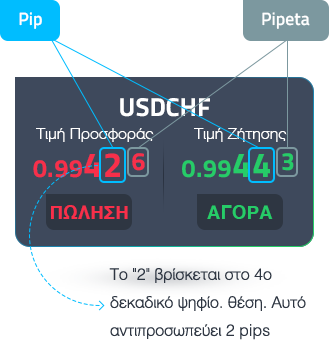 Pip Pipeta
USDCHF
Τιμή Προσφοράς Τιμή Ζήτησης
0.99426 0.99443
ΠΩΛΗΣΗ ΑΓΟΡΑ
Το "2" βρίσκεται στο 4ο
δεκαδικό ψηφίο. θέση. Αυτό
αντιπροσωπεύει 2 pips